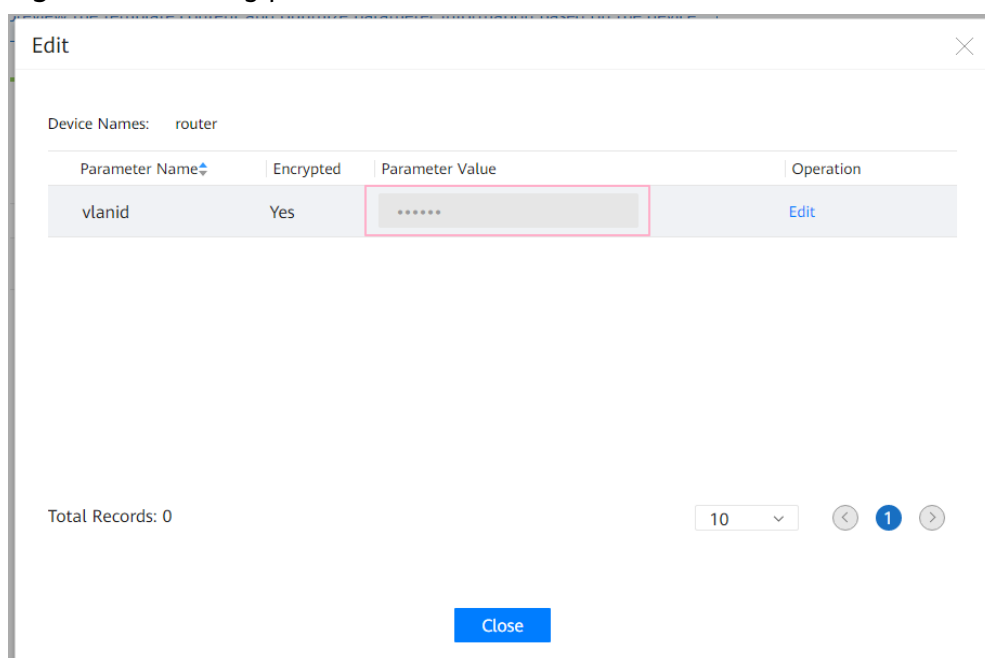 Edit
Device Names: router
Parameter Name Encrypted Parameter Value Operation
vlanid Yes •••••• Edit
Total Records: 0
10 1
Close